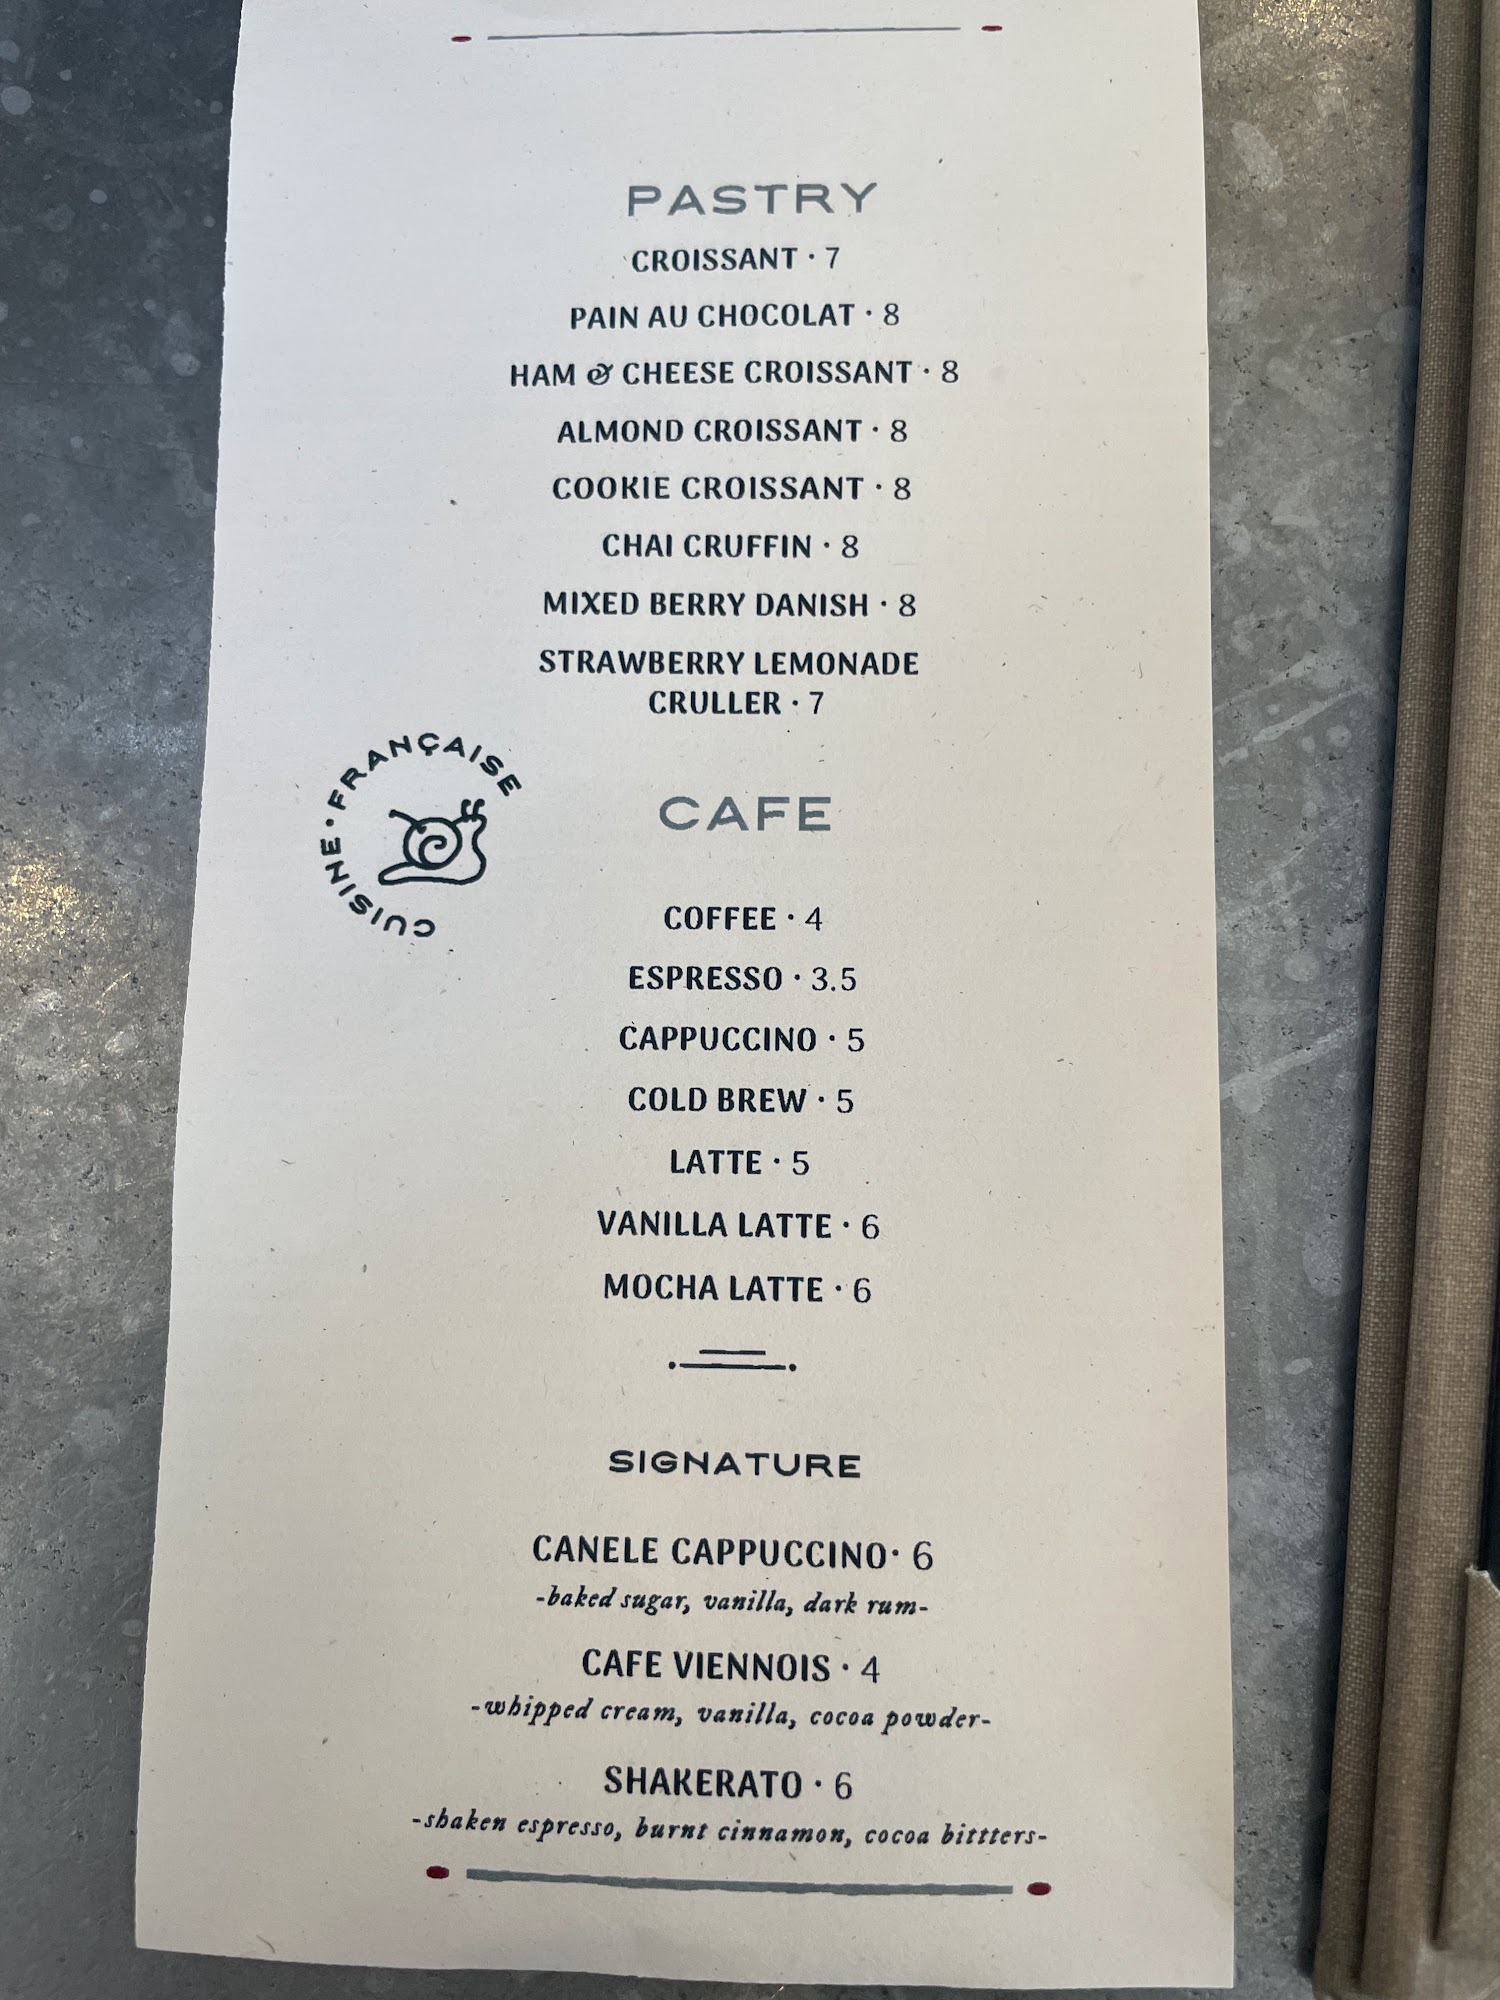 PASTRY
CROISSANT · 7
PAIN AU CHOCOLAT · 8
HAM & CHEESE CROISSANT · 8
ALMOND CROISSANT · 8
COOKIE CROISSANT · 8
CHAI CRUFFIN · 8
MIXED BERRY DANISH · 8
STRAWBERRY LEMONADE
CRULLER · 7
CUISINE · FRANÇAISE
CAFE
COFFEE · 4
ESPRESSO · 3.5
CAPPUCCINO · 5
COLD BREW · 5
LATTE · 5
VANILLA LATTE · 6
MOCHA LATTE · 6
SIGNATURE
CANELE CAPPUCCINO· 6
-baked sugar, vanilla, dark rum-
CAFE VIENNOIS · 4
-whipped cream, vanilla, cocoa powder-
SHAKERATO · 6
-shaken espresso, burnt cinnamon, cocoa bittters-